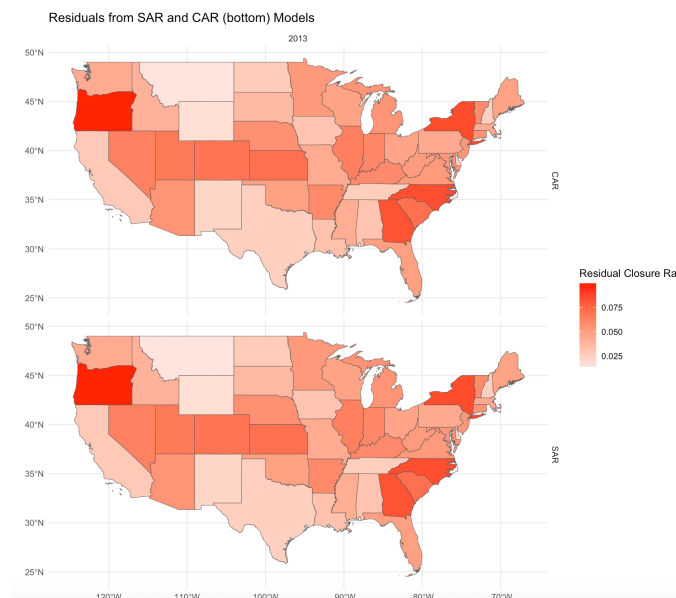 Residuals from SAR and CAR (bottom) Models
2013
50°N
45°N
40°N
35°N
30°N
25°N
CAR
Residual Closure Ra
0.075
0.050
0.025
50°N
45°N
40°N
35°N
30°N
25°N
SAR
120°W 110°W 100°W 90°W 80°W 70°W